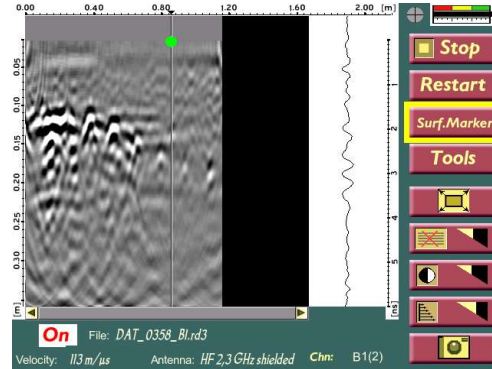 0.00 0.40 0.80 1.20 1.60 2.00 [m]
0.05
0.10
0.15
0.20
0.25
0.30
[m]
1
2
3
4
5
[ns]
Stop
Restart
Surf.Marker
Tools
On File: DAT_0358_B1.rd3
Velocity: 113 m/µs Antenna: HF 2,3 GHz shielded Chn: B1(2)